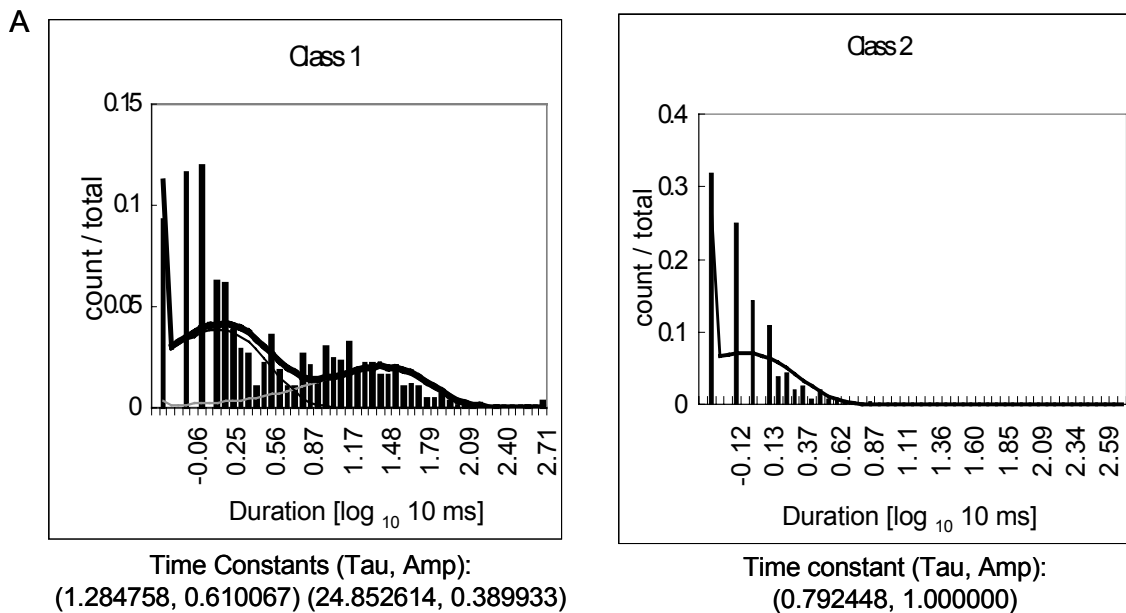 A
Class 1
0.15
0.1
0.05
0
count / total
-0.06 0.25 0.56 0.87 1.17 1.48 1.79 2.09 2.40 2.71
Duration [log 10 10 ms]
Time Constants (Tau, Amp):
(1.284758, 0.610067) (24.852614, 0.389933)
Class 2
0.4
0.3
0.2
0.1
0
count / total
-0.12 0.13 0.37 0.62 0.87 1.11 1.36 1.60 1.85 2.09 2.34 2.59
Duration [log 10 10 ms]
Time constant (Tau, Amp):
(0.792448, 1.000000)